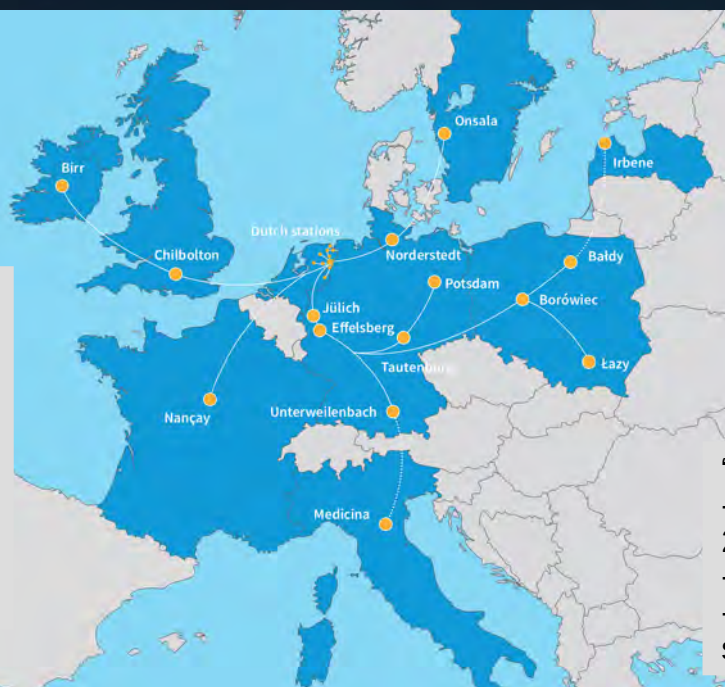 Onsala
Birr
Irbene
Dutch stations
Chilbolton
Norderstedt
Bałdy
Potsdam
Borówiec
Jülich
Effelsberg
Łazy
Tautenburg
Nançay
Unterweilenbach
Medicina